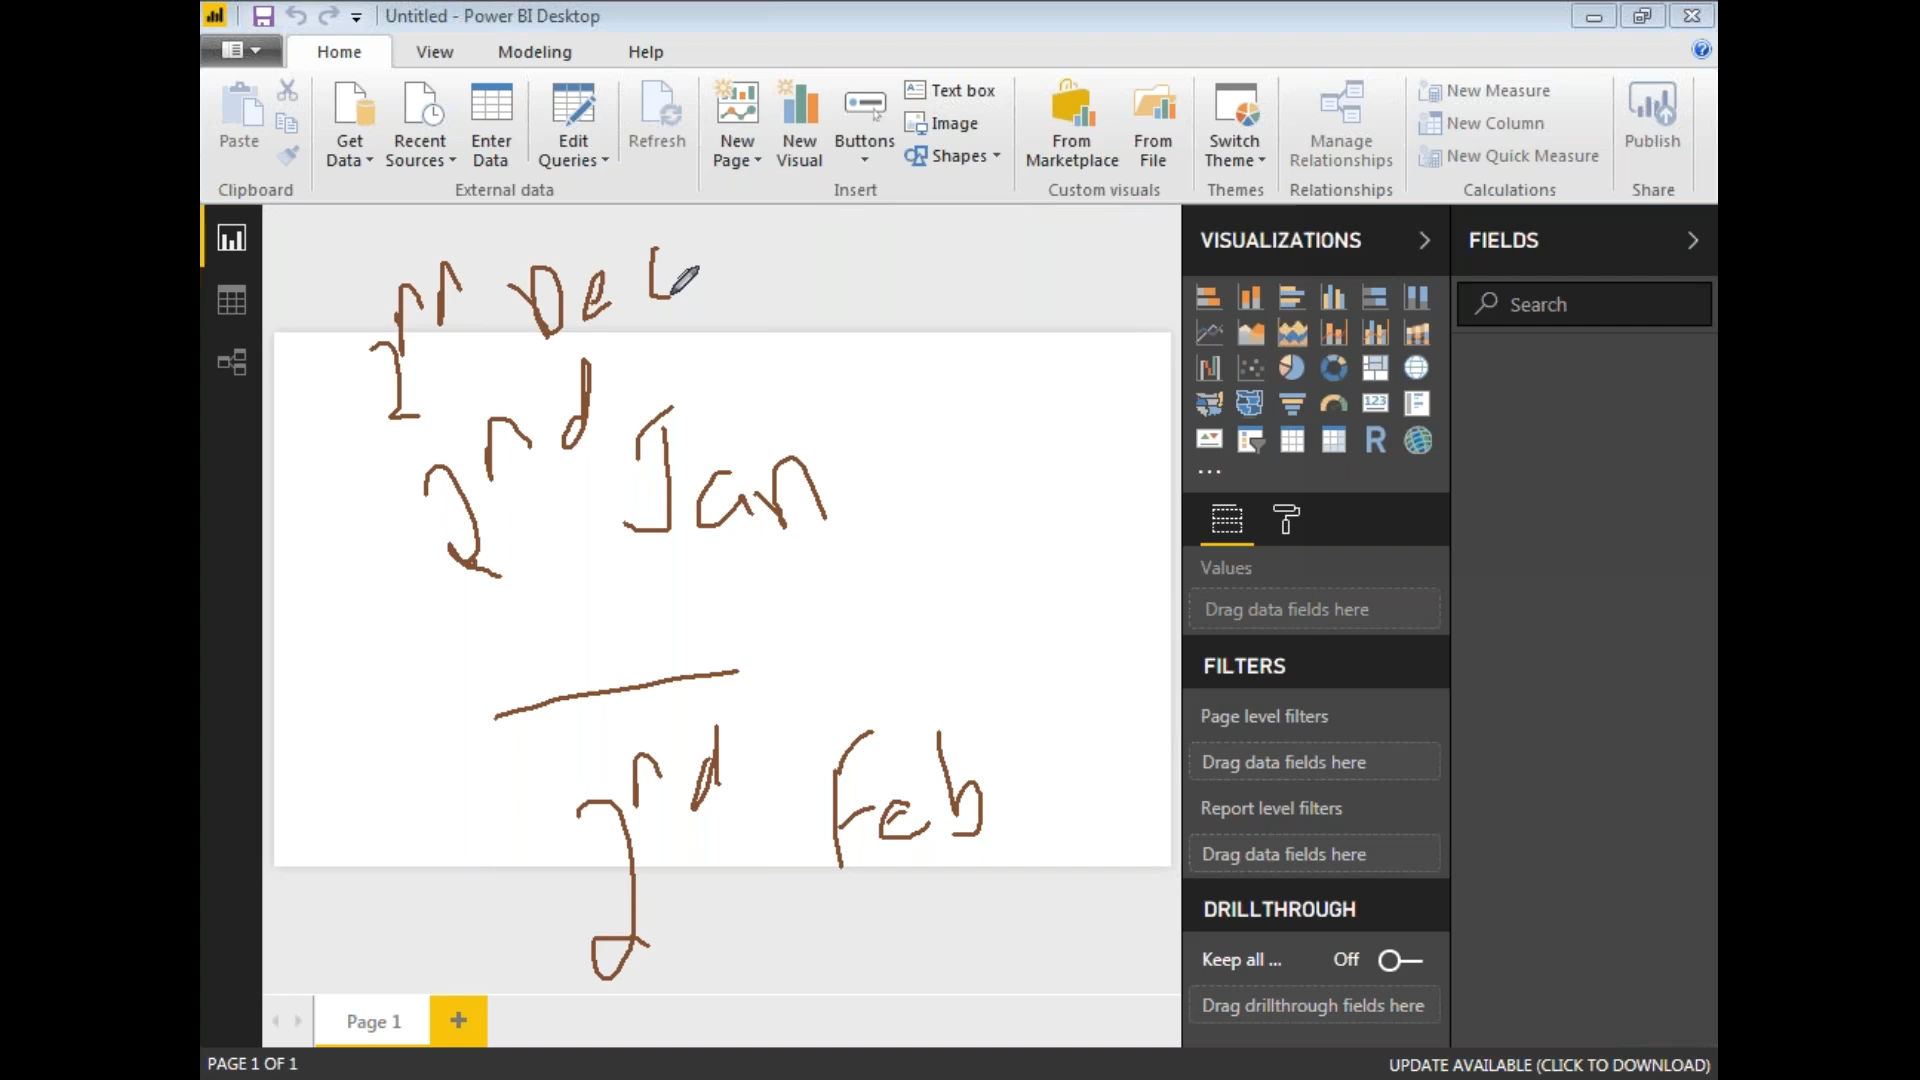 Untitled - Power BI Desktop
Home View Modeling Help
Paste
Get Data
Recent Sources
Enter Data
Edit Queries
Refresh
New Page
New Visual
Buttons
Text box
Image
Shapes
From Marketplace
From File
Switch Theme
Manage Relationships
New Measure
New Column
New Quick Measure
Publish
Clipboard External data Insert Custom visuals Themes Relationships Calculations Share
VISUALIZATIONS
FIELDS
Search
123
R
Values
Drag data fields here
FILTERS
Page level filters
Drag data fields here
Report level filters
Drag data fields here
DRILLTHROUGH
Keep all ... Off
Drag drillthrough fields here
2rd Jan
2rd Feb
Page 1
PAGE 1 OF 1
UPDATE AVAILABLE (CLICK TO DOWNLOAD)